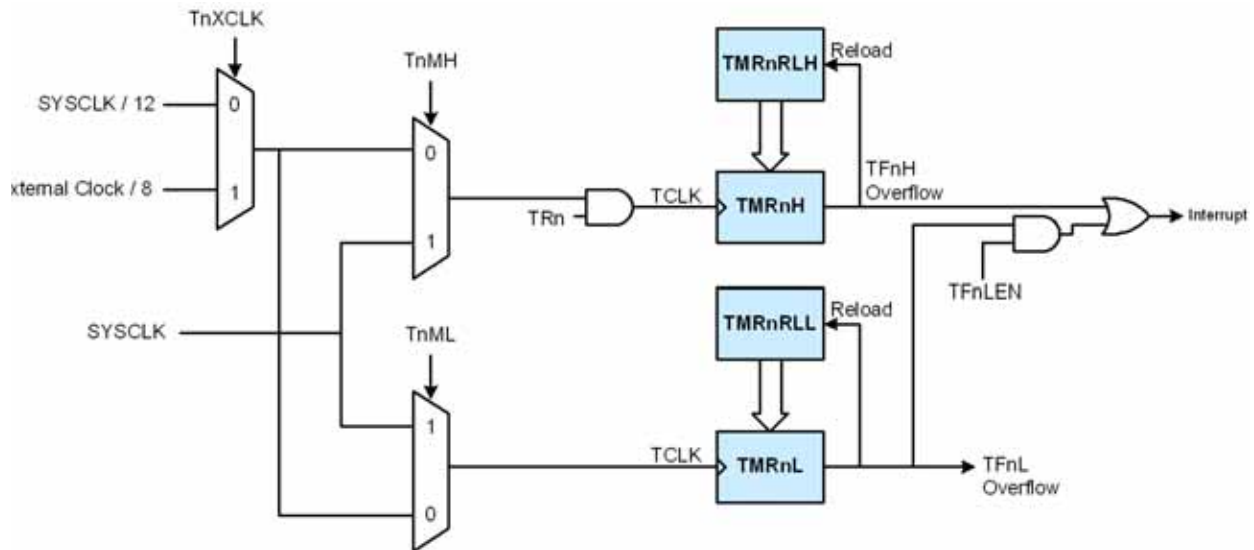 TnXCLK
SYSCLK / 12
0
xternal Clock / 8
1
TnMH
0
1
SYSCLK
TnML
1
0
TRn
TCLK
TMRnRLH
Reload
TMRnH
TFnH
Overflow
Interrupt
TFnLEN
TMRnRLL
Reload
TCLK
TMRnL
TFnL
Overflow